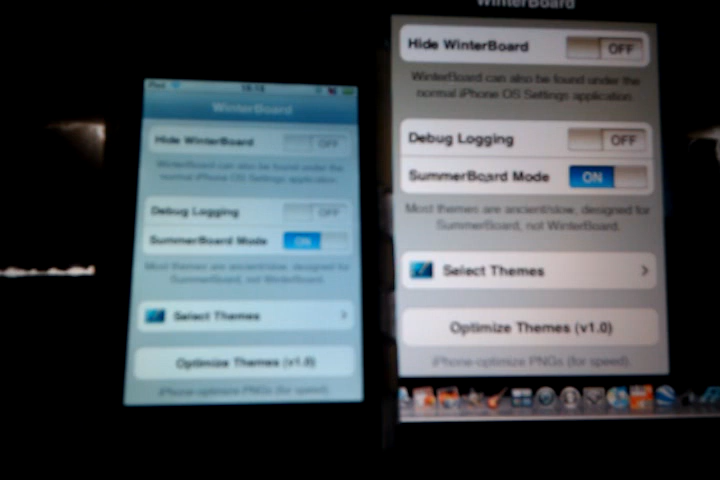 iPod
WinterBoard
Hide WinterBoard OFF
WinterBoard can also be found under the
normal iPhone OS Settings application.
Debug Logging OFF
SummerBoard Mode ON
Most themes are ancient/slow, designed for
SummerBoard, not WinterBoard.
Select Themes
Optimize Themes (v1.0)
iPhone-optimize PNGs (for speed).
WinterBoard
Hide WinterBoard OFF
WinterBoard can also be found under the
normal iPhone OS Settings application.
Debug Logging OFF
SummerBoard Mode ON
Most themes are ancient/slow, designed for
SummerBoard, not WinterBoard.
Select Themes
Optimize Themes (v1.0)
iPhone-optimize PNGs (for speed).